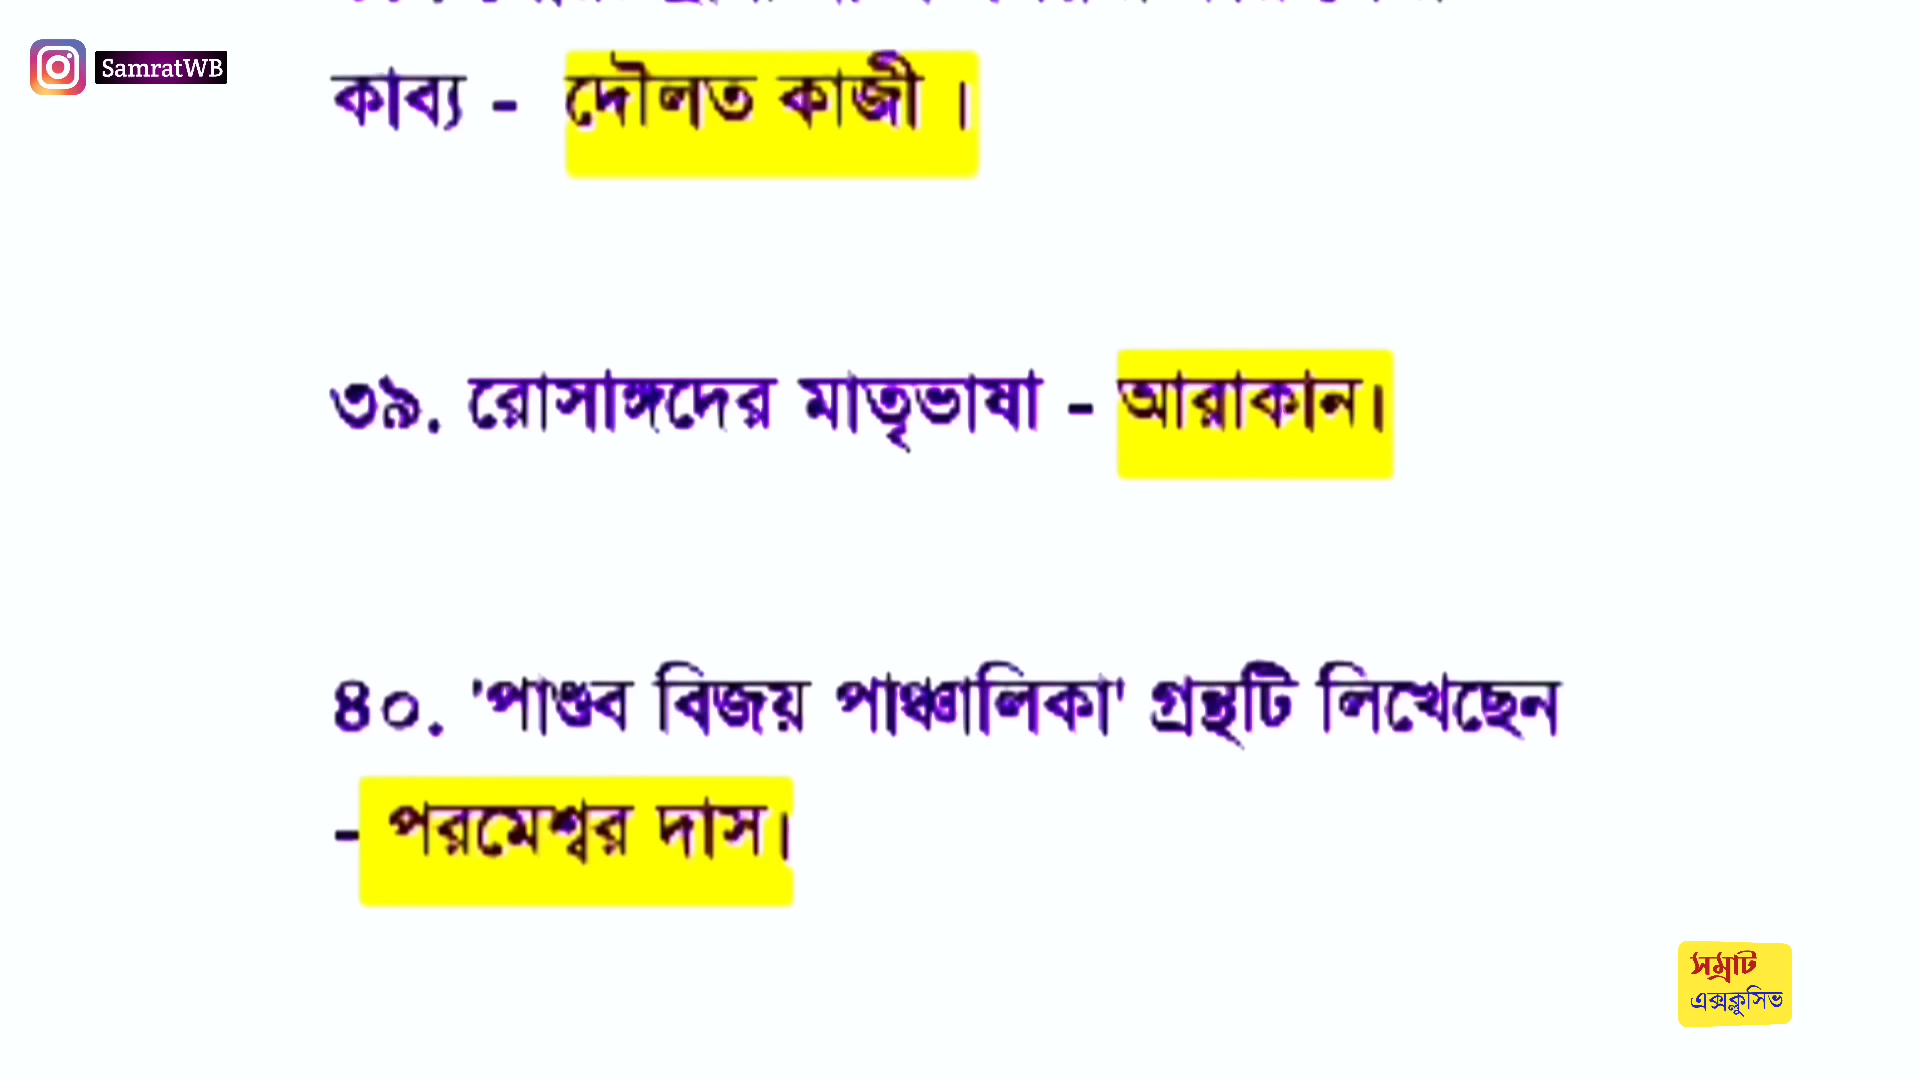 SamratWB
কাব্য - দৌলত কাজী ।
৩৯. রোসাঙ্গদের মাতৃভাষা - আরাকান।
৪০. 'পাণ্ডব বিজয় পাঞ্চালিকা' গ্রন্থটি লিখেছেন
- পরমেশ্বর দাস।
সম্রাট
এক্সক্লুসিভ